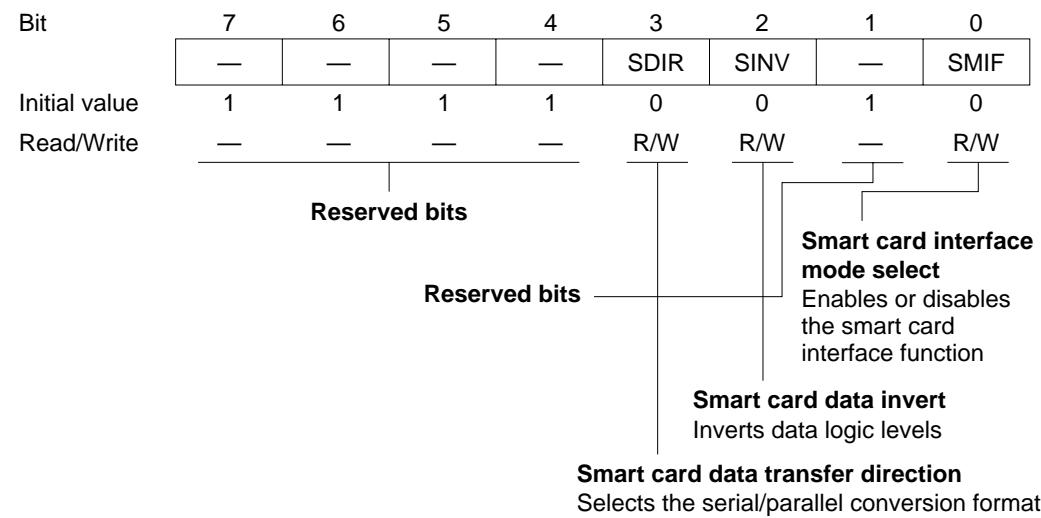 Bit 7 6 5 4 3 2 1 0
— — — — SDIR SINV — SMIF
Initial value 1 1 1 1 0 0 1 0
Read/Write — — — — R/W R/W — R/W
Reserved bits
Smart card interface
mode select
Enables or disables
the smart card
interface function
Reserved bits
Smart card data invert
Inverts data logic levels
Smart card data transfer direction
Selects the serial/parallel conversion format